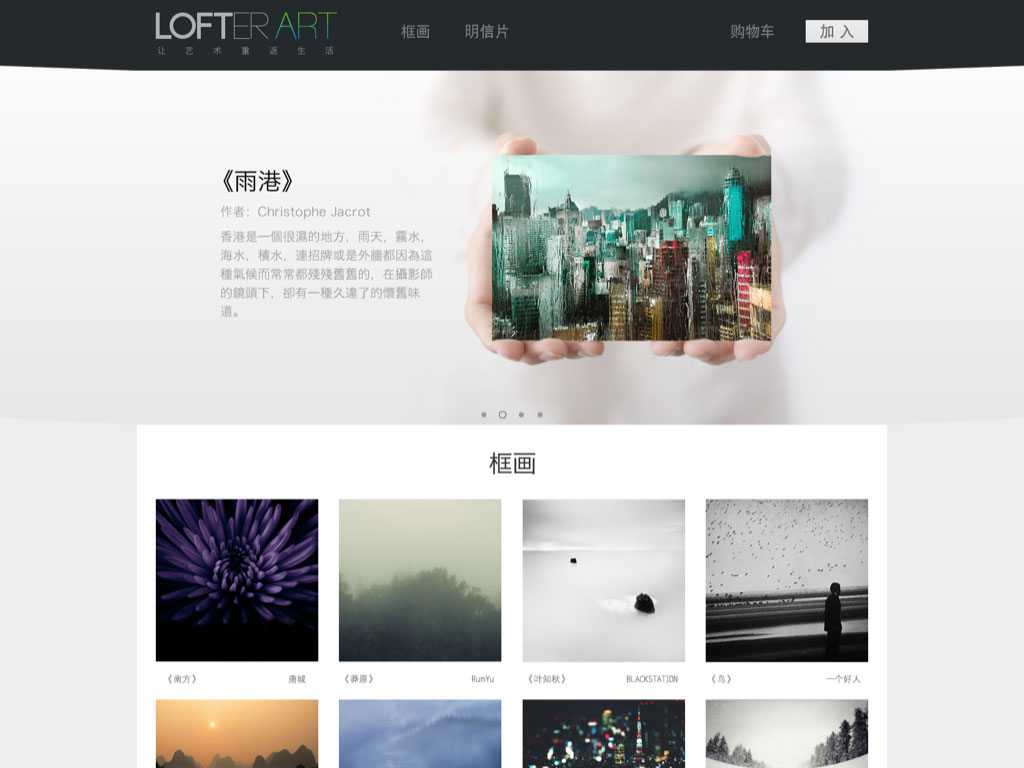 LOFTER ART
让艺术重返生活
框画
明信片
购物车
加入
《雨港》
作者：Christophe Jacrot
香港是一個很濕的地方，雨天，霧水，
海水，積水，連招牌或是外牆都因為這
種氣候而常常都殘殘舊舊的，在攝影師
的鏡頭下，卻有一種久違了的懷舊味
道。
框画
《南方》
唐城
《莽原》
RumYu
《叶知秋》
BLACKSTATION
《鸟》
一个好人